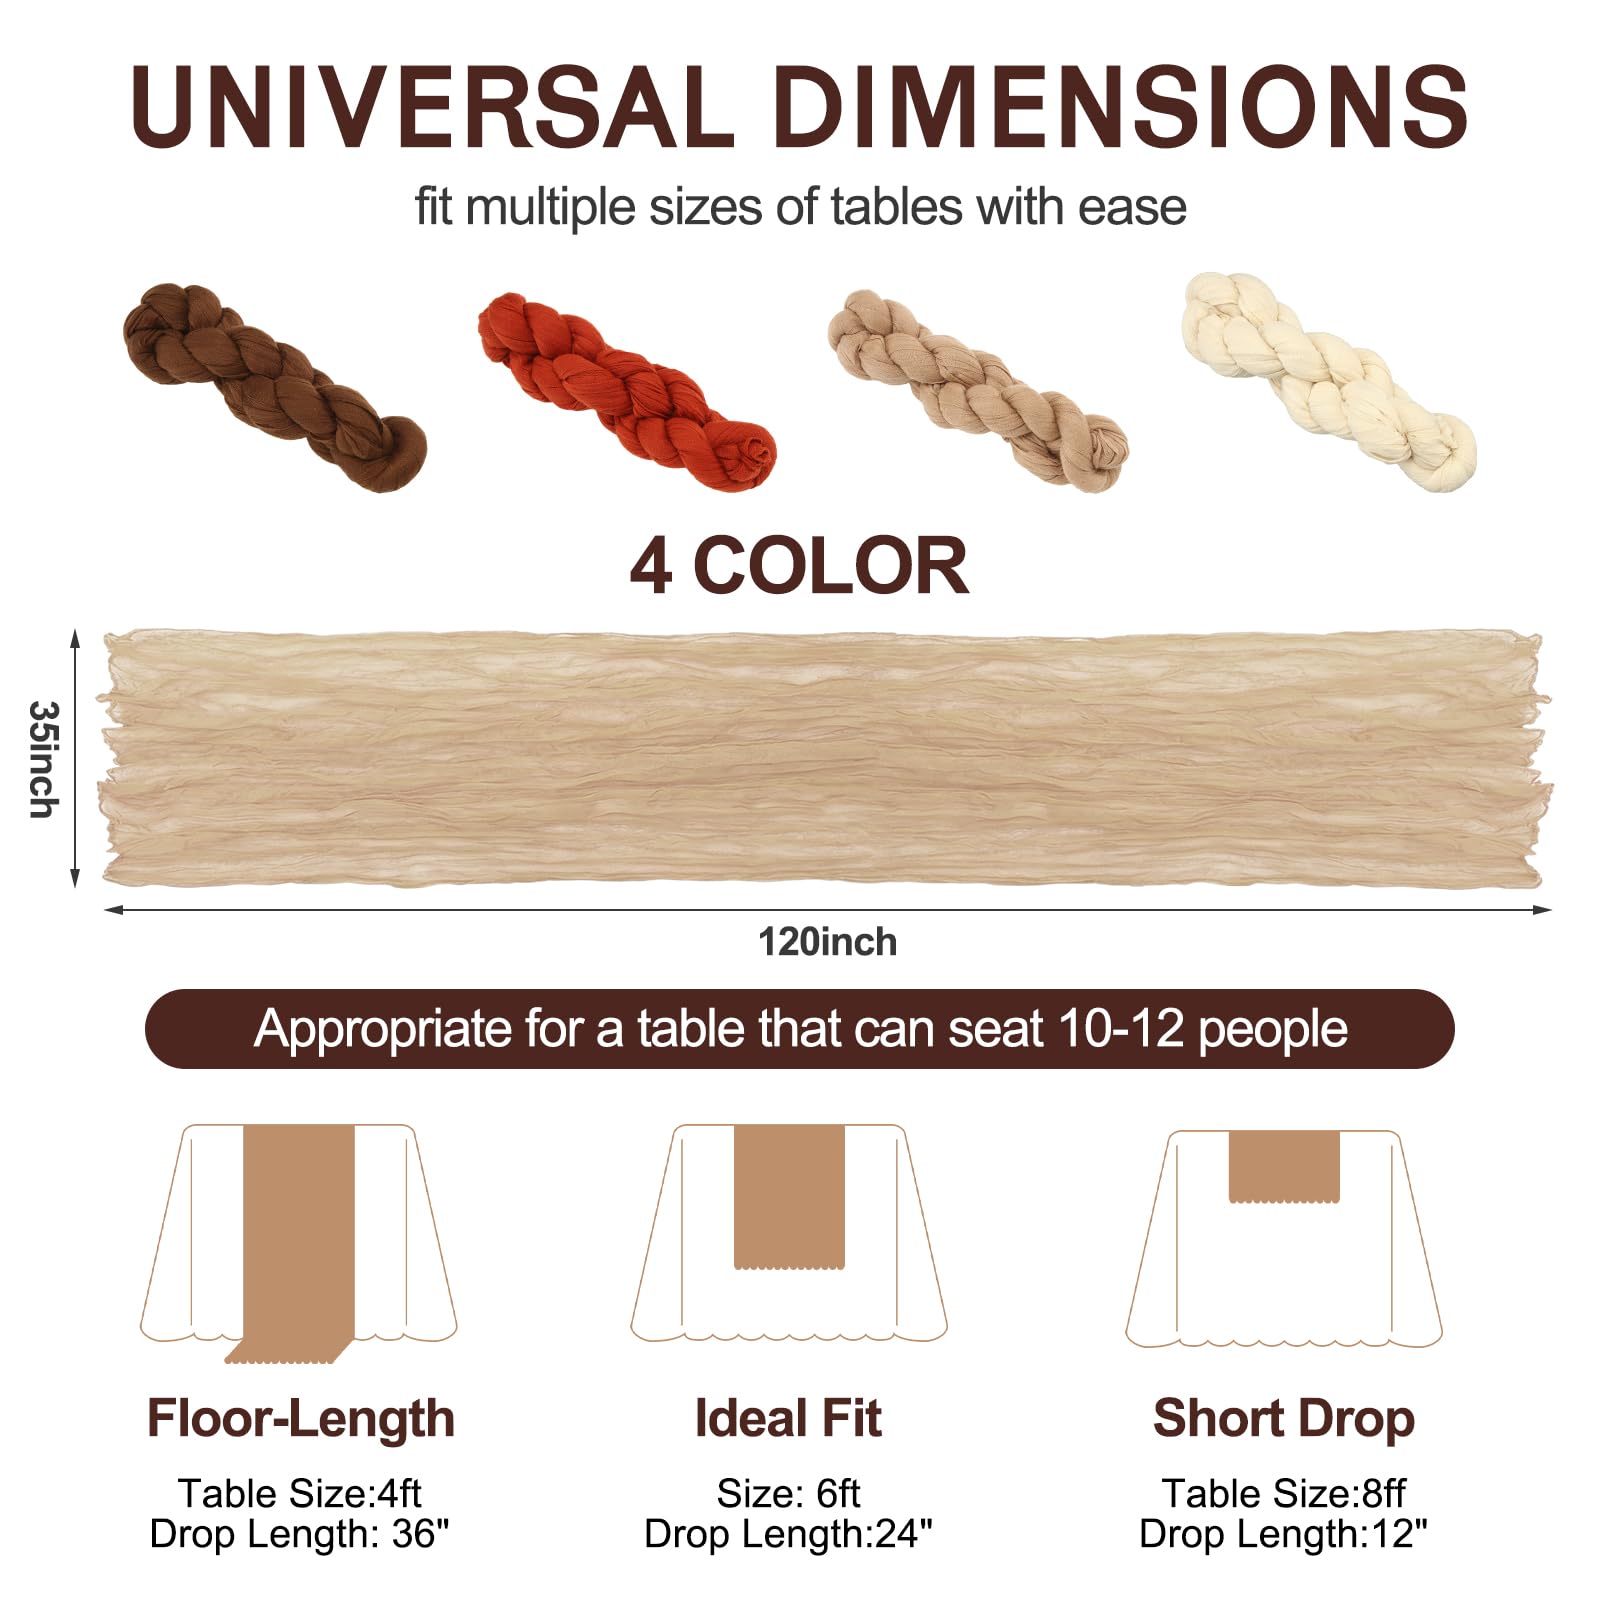 UNIVERSAL DIMENSIONS
fit multiple sizes of tables with ease
4 COLOR
35inch
120inch
Appropriate for a table that can seat 10-12 people
Floor-Length
Table Size:4ft
Drop Length: 36"
Ideal Fit
Size: 6ft
Drop Length:24"
Short Drop
Table Size:8ff
Drop Length:12"